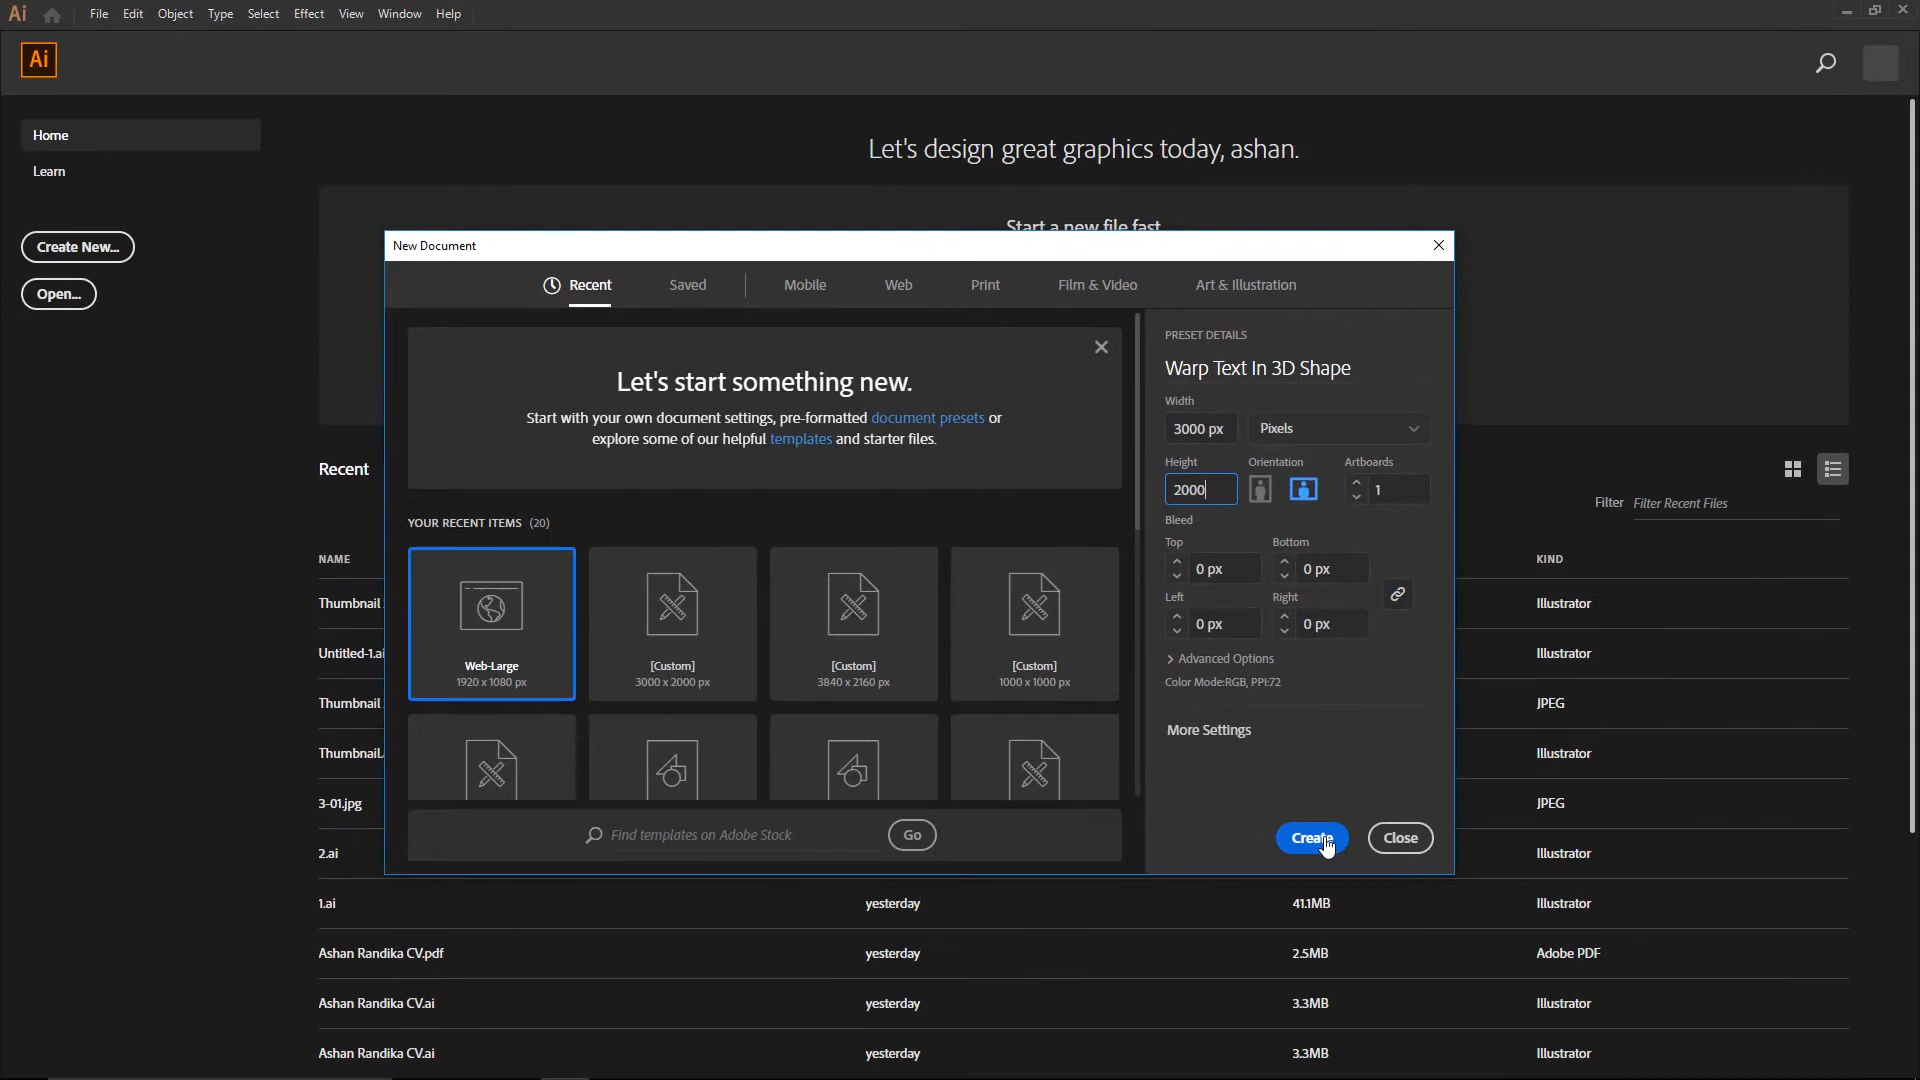 Ai File Edit Object Type Select Effect View Window Help
Ai
Home
Learn
Create New...
Open...
Let's design great graphics today, ashan.
Start a new file fast
New Document
Recent Saved Mobile Web Print Film & Video Art & Illustration
Let's start something new.
Start with your own document settings, pre-formatted document presets or
explore some of our helpful templates and starter files.
YOUR RECENT ITEMS (20)
Web-Large
1920 x 1080 px
[Custom]
3000 x 2000 px
[Custom]
3840 x 2160 px
[Custom]
1000 x 1000 px
Find templates on Adobe Stock
Go
PRESET DETAILS
Warp Text In 3D Shape
Width
3000 px Pixels
Height Orientation Artboards
2000 1
Bleed
Top Bottom
0 px 0 px
Left Right
0 px 0 px
Advanced Options
Color Mode:RGB, PPI:72
More Settings
Create Close
Recent
Filter Filter Recent Files
NAME KIND
Thumbnail Illustrator
Untitled-1.ai Illustrator
Thumbnail JPEG
Thumbnail. Illustrator
3-01.jpg JPEG
2.ai Illustrator
1.ai yesterday 41.1MB Illustrator
Ashan Randika CV.pdf yesterday 2.5MB Adobe PDF
Ashan Randika CV.ai yesterday 3.3MB Illustrator
Ashan Randika CV.ai yesterday 3.3MB Illustrator